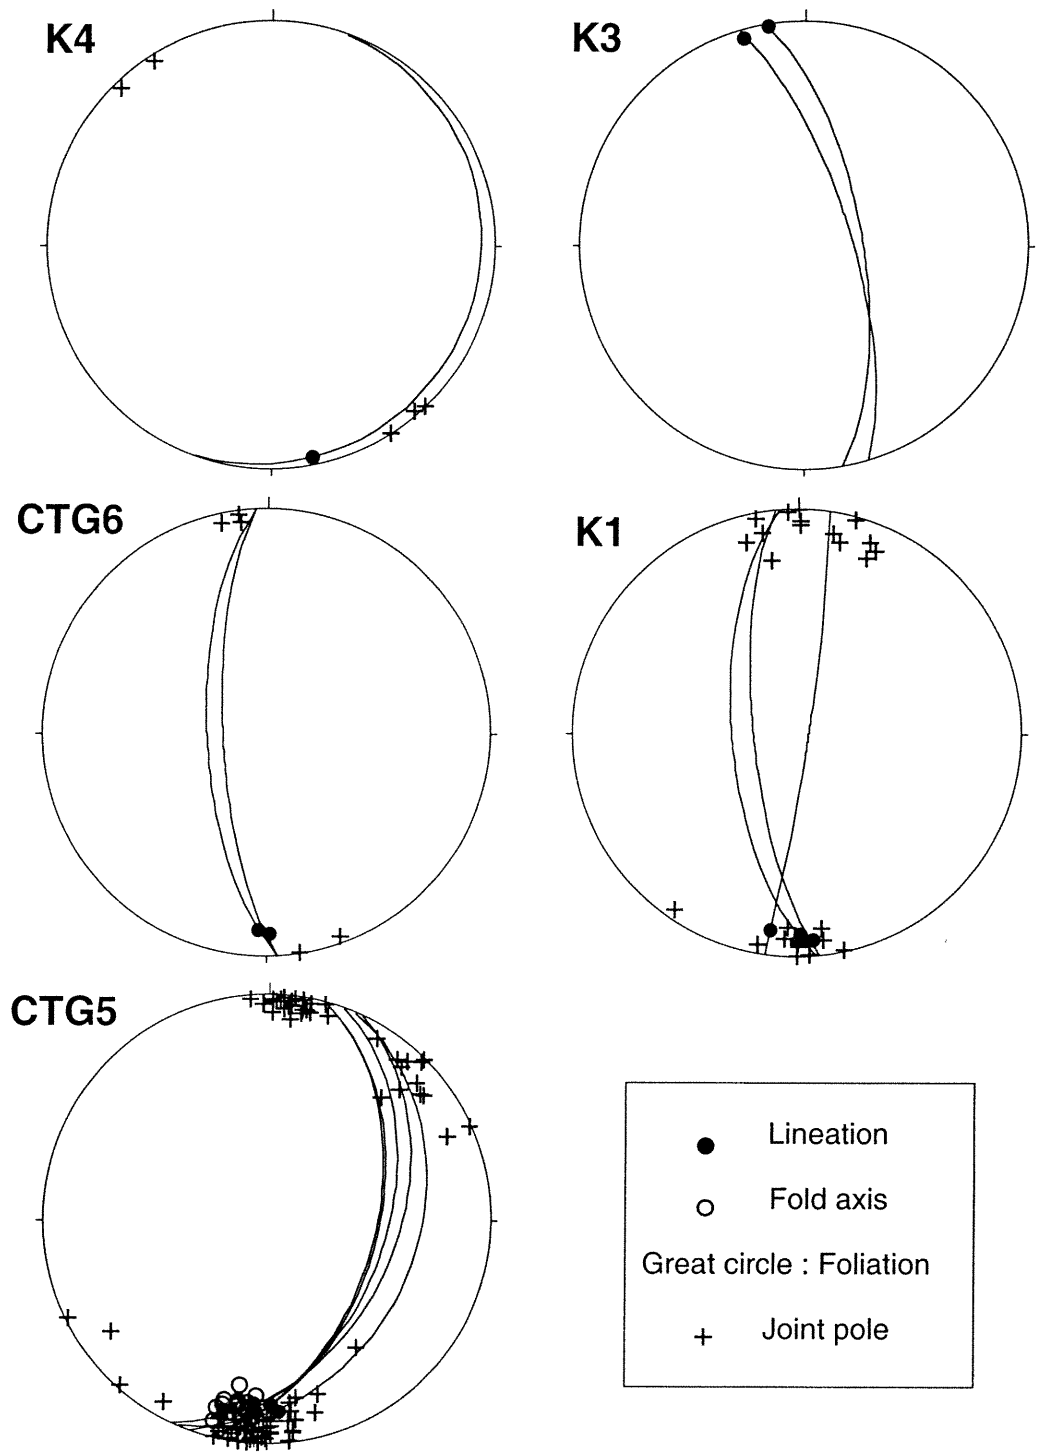 K4
K3
CTG6
K1
CTG5
Lineation
Fold axis
Great circle : Foliation
Joint pole